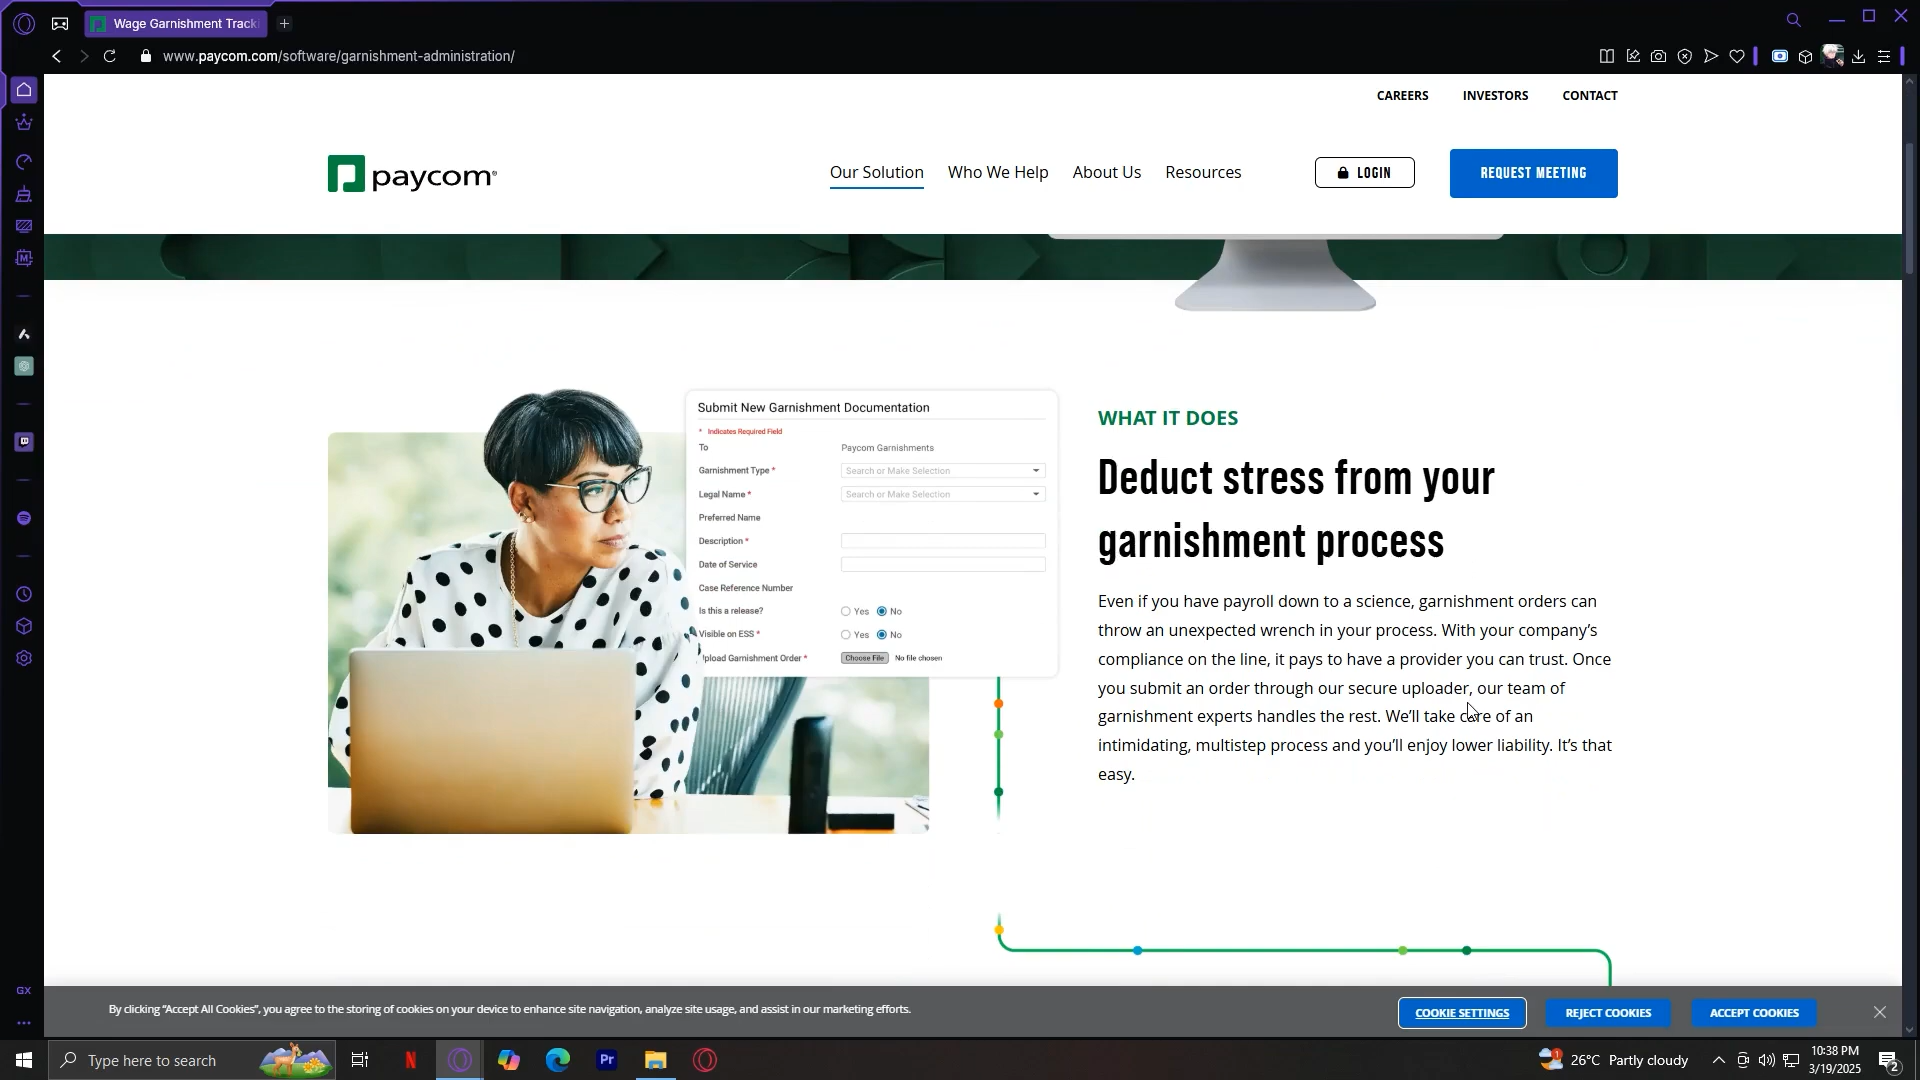 Wage Garnishment Tracki
www.paycom.com/software/garnishment-administration/
CAREERS INVESTORS CONTACT
paycom
Our Solution Who We Help About Us Resources LOGIN REQUEST MEETING
Submit New Garnishment Documentation
* Indicates Required Field
To Paycom Garnishments
Garnishment Type * Search or Make Selection
Legal Name * Search or Make Selection
Preferred Name
Description *
Date of Service
Case Reference Number
Is this a release? Yes No
Visible on ESS * Yes No
Upload Garnishment Order * Choose File No file chosen
WHAT IT DOES
Deduct stress from your
garnishment process
Even if you have payroll down to a science, garnishment orders can
throw an unexpected wrench in your process. With your company’s
compliance on the line, it pays to have a provider you can trust. Once
you submit an order through our secure uploader, our team of
garnishment experts handles the rest. We’ll take care of an
intimidating, multistep process and you’ll enjoy lower liability. It’s that
easy.
GX
By clicking “Accept All Cookies”, you agree to the storing of cookies on your device to enhance site navigation, analyze site usage, and assist in our marketing efforts.
COOKIE SETTINGS REJECT COOKIES ACCEPT COOKIES
Type here to search
Pr
1
26°C Partly cloudy
10:38 PM
3/19/2025
2